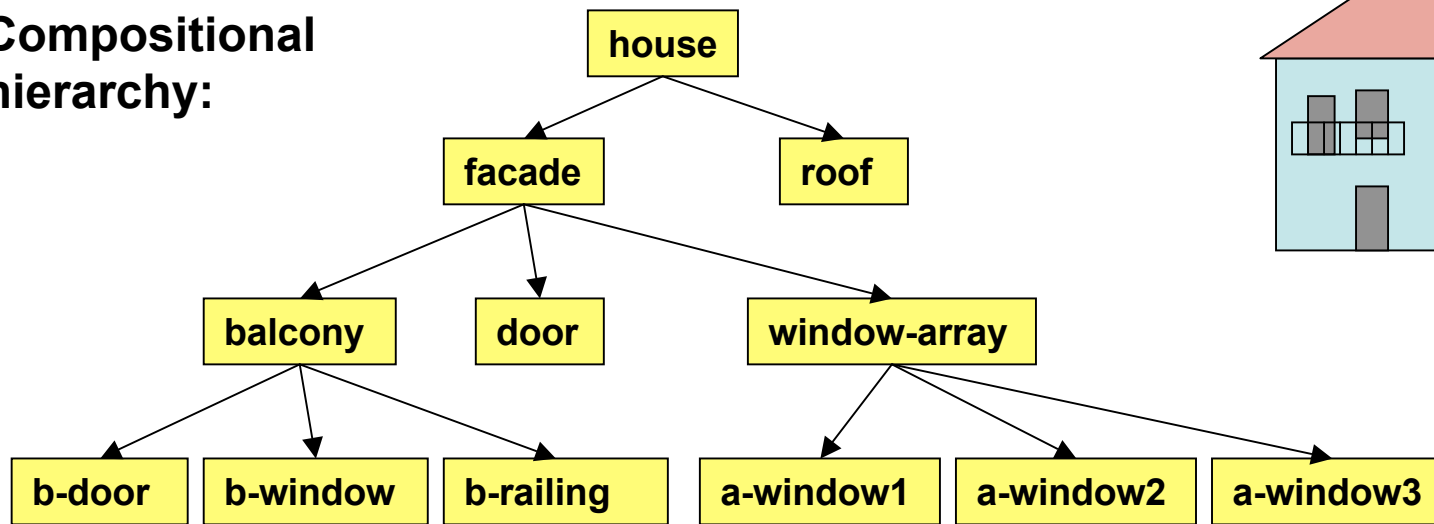 Compositional
hierarchy:
house
facade
roof
balcony
door
window-array
b-door
b-window
b-railing
a-window1
a-window2
a-window3